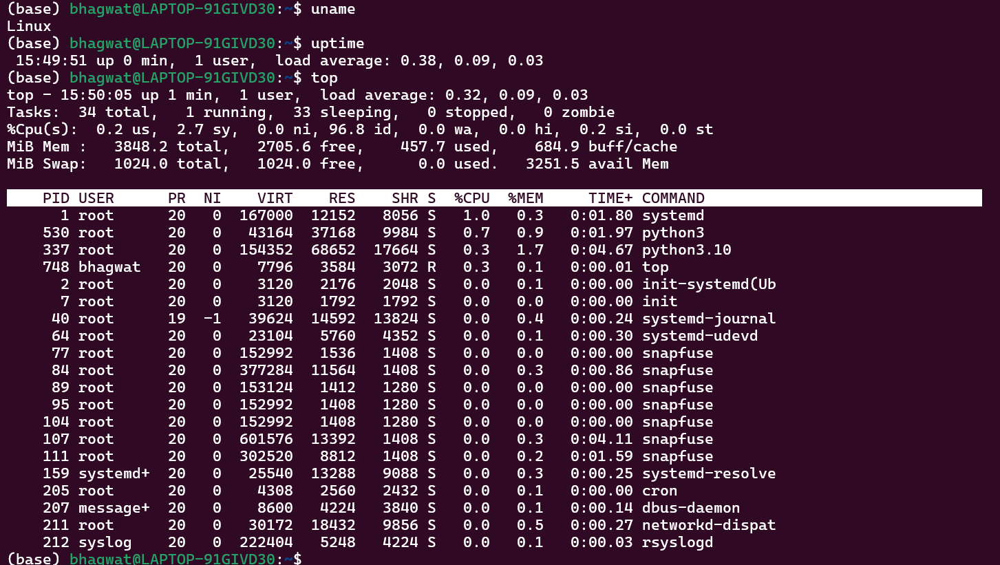 (base) bhagwat@LAPTOP-91GIVD30:~$ uname
Linux
(base) bhagwat@LAPTOP-91GIVD30:~$ uptime
 15:49:51 up 0 min,  1 user,  load average: 0.38, 0.09, 0.03
(base) bhagwat@LAPTOP-91GIVD30:~$ top
top - 15:50:05 up 1 min,  1 user,  load average: 0.32, 0.09, 0.03
Tasks:  34 total,   1 running,  33 sleeping,   0 stopped,   0 zombie
%Cpu(s):  0.2 us,  2.7 sy,  0.0 ni, 96.8 id,  0.0 wa,  0.0 hi,  0.2 si,  0.0 st
MiB Mem :   3848.2 total,   2705.6 free,    457.7 used,    684.9 buff/cache
MiB Swap:   1024.0 total,   1024.0 free,      0.0 used.   3251.5 avail Mem
    PID USER      PR  NI    VIRT    RES    SHR S  %CPU  %MEM     TIME+ COMMAND
      1 root      20   0  167000  12152   8056 S   1.0   0.3   0:01.80 systemd
    530 root      20   0   43164  37168   9984 S   0.7   0.9   0:01.97 python3
    337 root      20   0  154352  68652  17664 S   0.3   1.7   0:04.67 python3.10
    748 bhagwat   20   0    7796   3584   3072 R   0.3   0.1   0:00.01 top
      2 root      20   0    3120   2176   2048 S   0.0   0.1   0:00.00 init-systemd(Ub
      7 root      20   0    3120   1792   1792 S   0.0   0.0   0:00.00 init
     40 root      19  -1   39624  14592  13824 S   0.0   0.4   0:00.24 systemd-journal
     64 root      20   0   23104   5760   4352 S   0.0   0.1   0:00.30 systemd-udevd
     77 root      20   0  152992   1536   1408 S   0.0   0.0   0:00.00 snapfuse
     84 root      20   0  377284  11564   1408 S   0.0   0.3   0:00.86 snapfuse
     89 root      20   0  153124   1412   1280 S   0.0   0.0   0:00.00 snapfuse
     95 root      20   0  152992   1408   1280 S   0.0   0.0   0:00.00 snapfuse
    104 root      20   0  152992   1408   1280 S   0.0   0.0   0:00.00 snapfuse
    107 root      20   0  601576  13392   1408 S   0.0   0.3   0:04.11 snapfuse
    111 root      20   0  302520   8812   1408 S   0.0   0.2   0:01.59 snapfuse
    159 systemd+  20   0   25540  13288   9088 S   0.0   0.3   0:00.25 systemd-resolve
    205 root      20   0    4308   2560   2432 S   0.0   0.1   0:00.00 cron
    207 message+  20   0    8600   4224   3840 S   0.0   0.1   0:00.14 dbus-daemon
    211 root      20   0   30172  18432   9856 S   0.0   0.5   0:00.27 networkd-dispat
    212 syslog    20   0  222404   5248   4224 S   0.0   0.1   0:00.03 rsyslogd
(base) bhagwat@LAPTOP-91GIVD30:~$